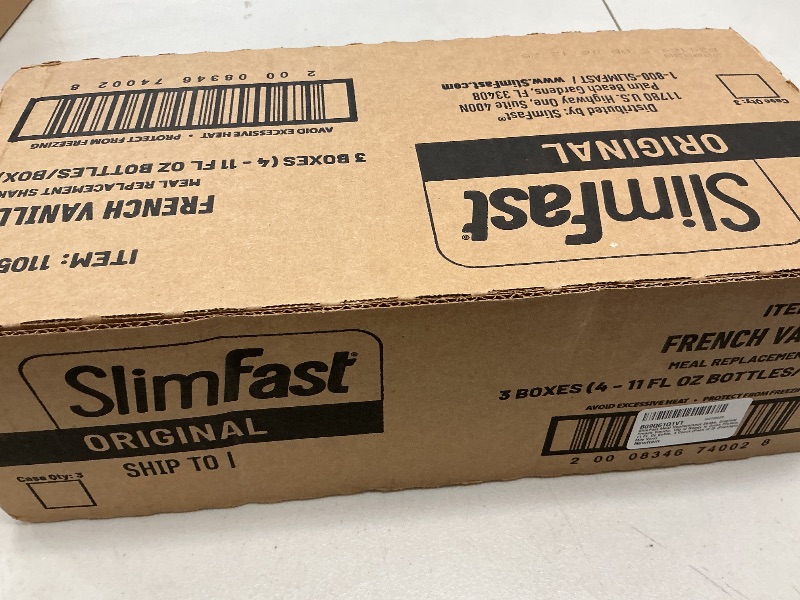 2 00 08346 74002 8
AVOID EXCESSIVE HEAT • PROTECT FROM FREEZING
3 BOXES (4 - 11 FL OZ BOTTLES/BOX)
MEAL REPLACEMENT SHAK
FRENCH VANILL
ITEM: 1105
Case Qty: 3
Distributed by: SlimFast®
11780 U.S. Highway One, Suite 400N
Palm Beach Gardens, FL 33408
1-800-SLIMFAST www.SlimFast.com
SlimFast®
ORIGINAL
SlimFast®
ORIGINAL
SHIP TO I
Case Qty: 3
ITE
FRENCH VA
MEAL REPLACEMEN
3 BOXES (4 - 11 FL OZ BOTTLES/
AVOID EXCESSIVE HEAT • PROTECT FROM FREEZI
2 00 08346 74002 8